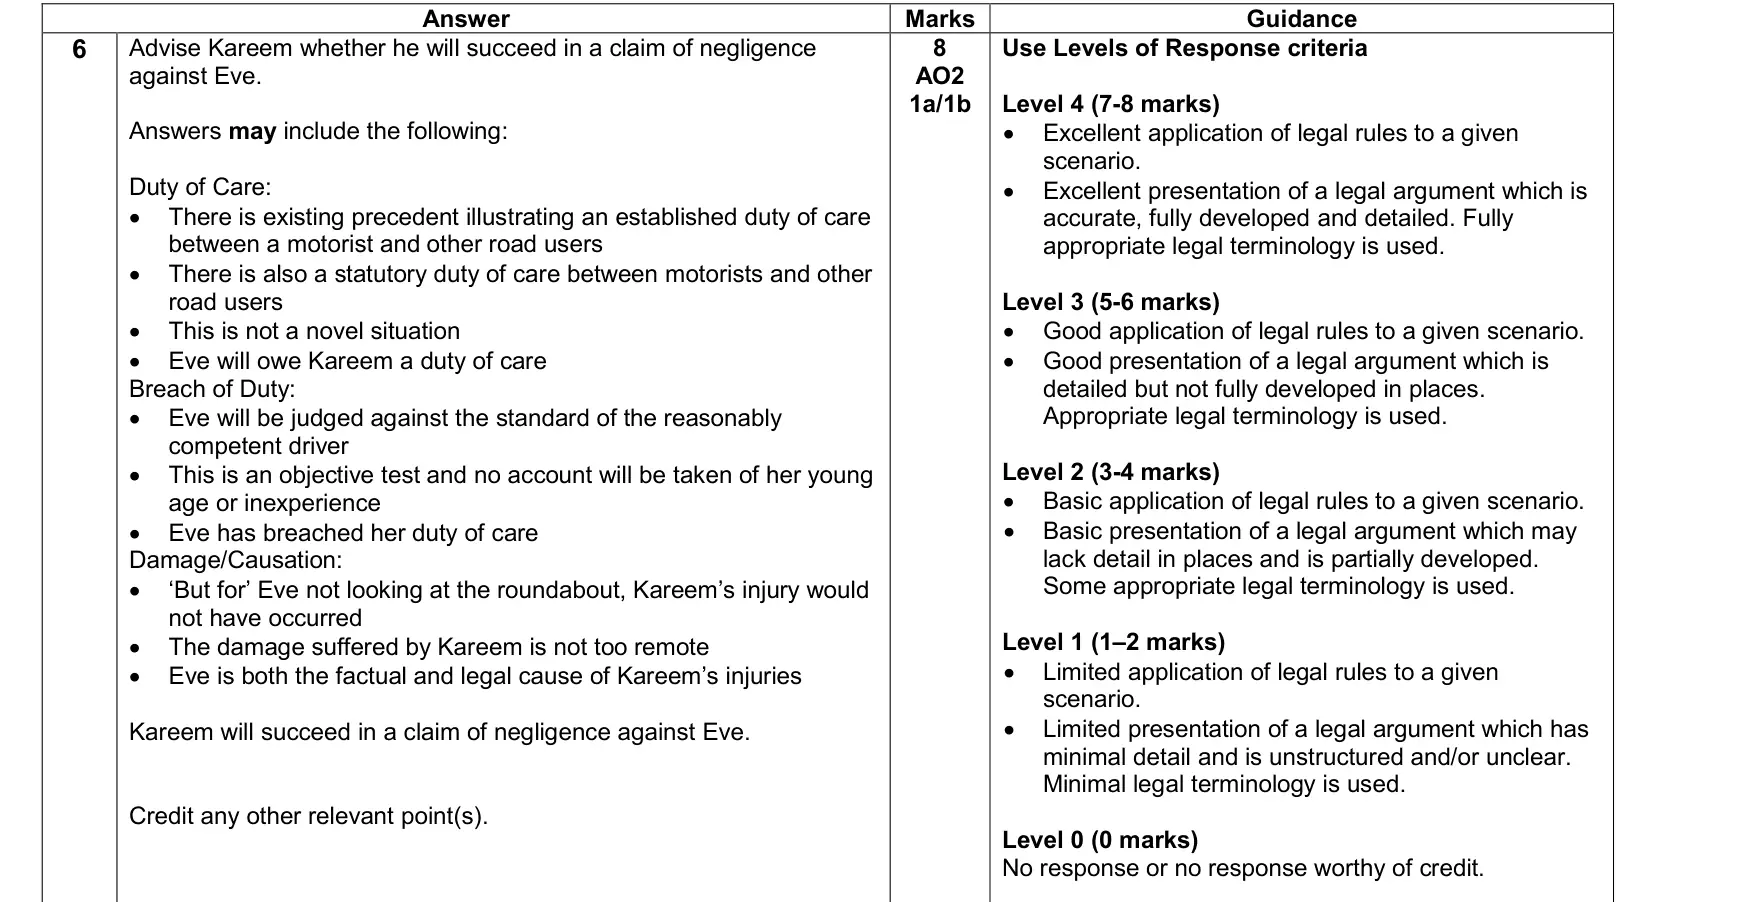 Answer Marks Guidance
6 Advise Kareem whether he will succeed in a claim of negligence
against Eve.
Answers may include the following:
Duty of Care:
• There is existing precedent illustrating an established duty of care
between a motorist and other road users
• There is also a statutory duty of care between motorists and other
road users
• This is not a novel situation
• Eve will owe Kareem a duty of care
Breach of Duty:
• Eve will be judged against the standard of the reasonably
competent driver
• This is an objective test and no account will be taken of her young
age or inexperience
• Eve has breached her duty of care
Damage/Causation:
• ‘But for’ Eve not looking at the roundabout, Kareem’s injury would
not have occurred
• The damage suffered by Kareem is not too remote
• Eve is both the factual and legal cause of Kareem’s injuries
Kareem will succeed in a claim of negligence against Eve.
Credit any other relevant point(s).
8
AO2
1a/1b
Use Levels of Response criteria
Level 4 (7-8 marks)
• Excellent application of legal rules to a given
scenario.
• Excellent presentation of a legal argument which is
accurate, fully developed and detailed. Fully
appropriate legal terminology is used.
Level 3 (5-6 marks)
• Good application of legal rules to a given scenario.
• Good presentation of a legal argument which is
detailed but not fully developed in places.
Appropriate legal terminology is used.
Level 2 (3-4 marks)
• Basic application of legal rules to a given scenario.
• Basic presentation of a legal argument which may
lack detail in places and is partially developed.
Some appropriate legal terminology is used.
Level 1 (1–2 marks)
• Limited application of legal rules to a given
scenario.
• Limited presentation of a legal argument which has
minimal detail and is unstructured and/or unclear.
Minimal legal terminology is used.
Level 0 (0 marks)
No response or no response worthy of credit.